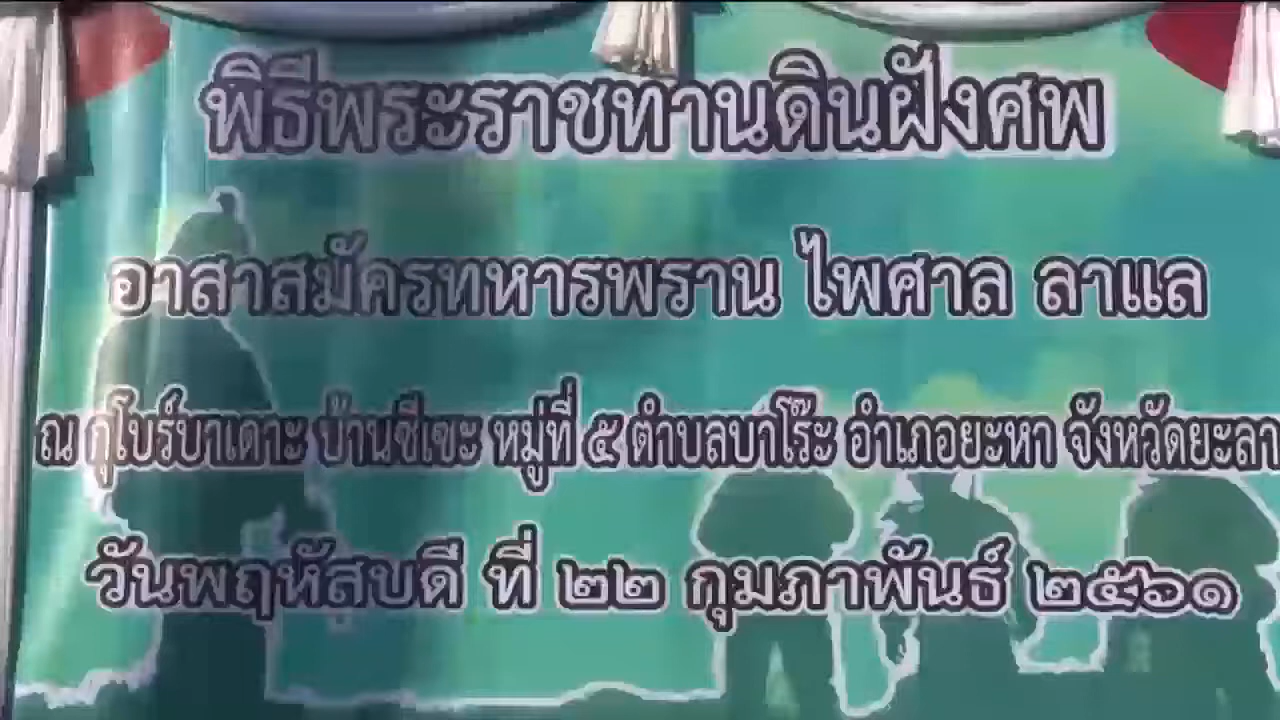 พิธีพระราชทานดินฝังศพ
อาสาสมัครทหารพราน ไพศาล ลาแล
ณ กุโบร์บาเดาะ บ้านซีเซะ หมู่ที่ ๕ ตำบลบาโร๊ะ อำเภอยะหา จังหวัดยะลา
วันพฤหัสบดี ที่ ๒๒ กุมภาพันธ์ ๒๕๖๑